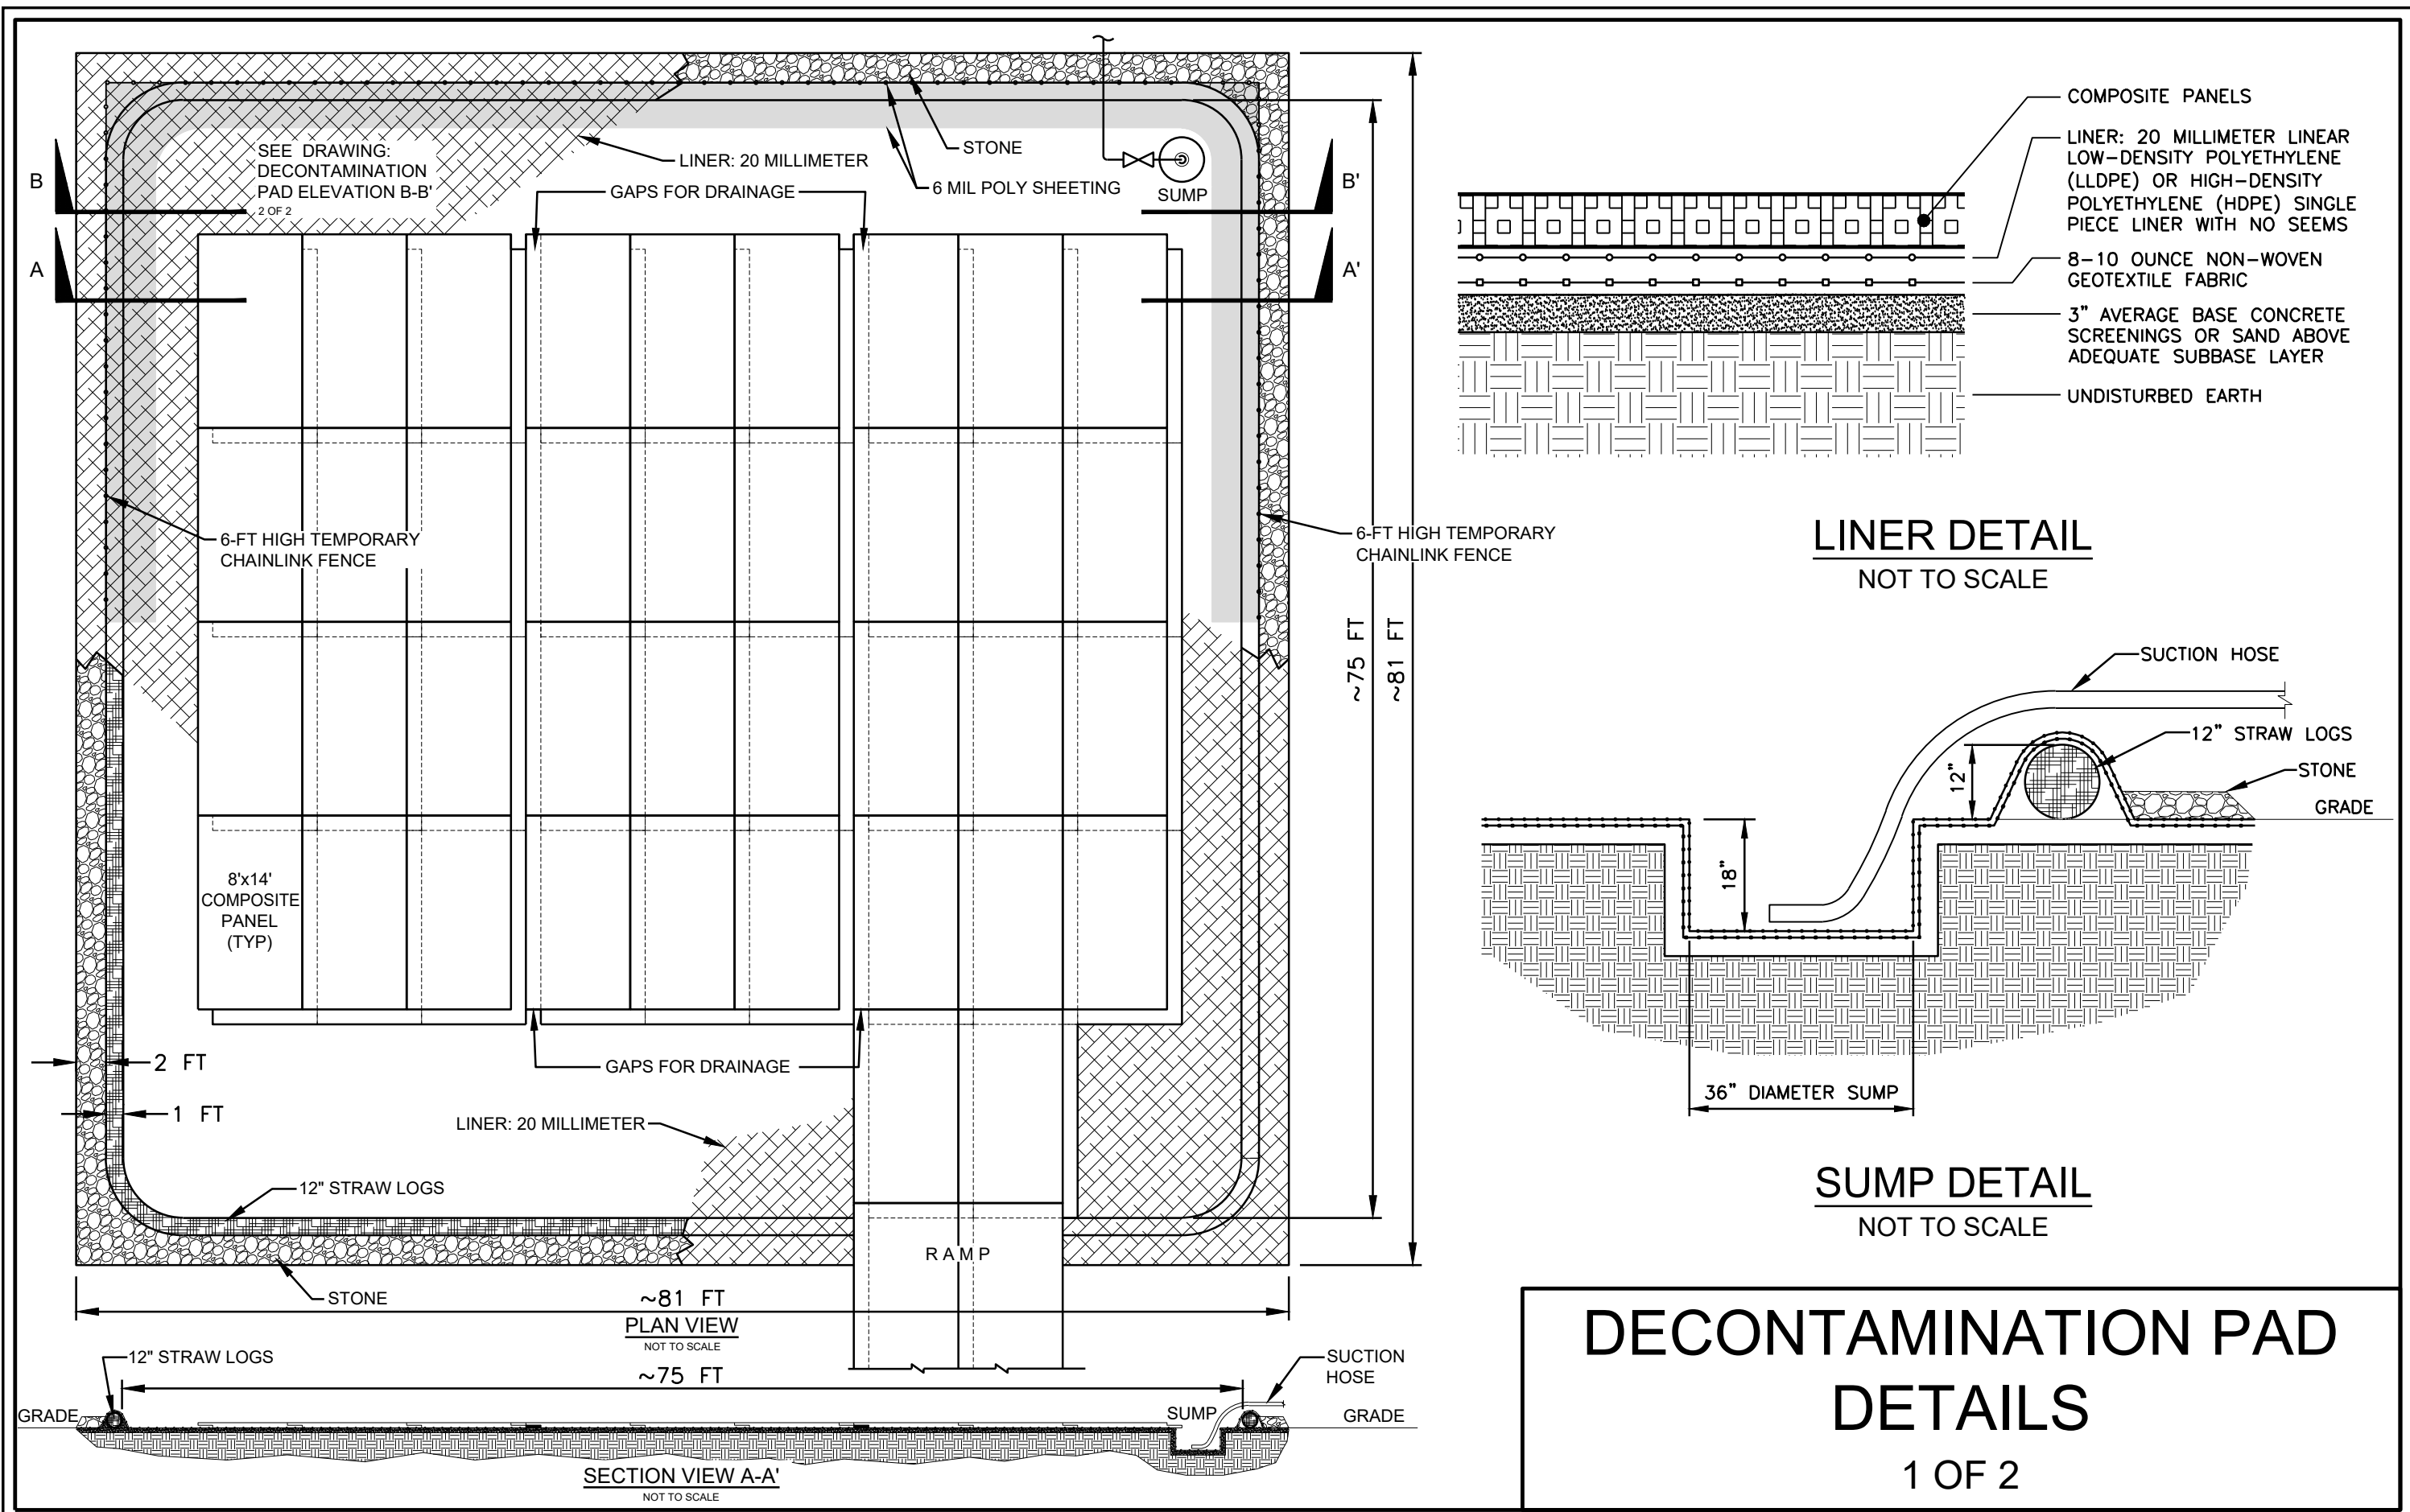 B
SEE DRAWING:
DECONTAMINATION
PAD ELEVATION B-B'
2 OF 2
LINER: 20 MILLIMETER
STONE
6 MIL POLY SHEETING
SUMP
B'
GAPS FOR DRAINAGE
A
A'
6-FT HIGH TEMPORARY
CHAINLINK FENCE
6-FT HIGH TEMPORARY
CHAINLINK FENCE
~75 FT
~81 FT
8'x14'
COMPOSITE
PANEL
(TYP)
2 FT
1 FT
GAPS FOR DRAINAGE
LINER: 20 MILLIMETER
12" STRAW LOGS
RAMP
STONE
~81 FT
PLAN VIEW
NOT TO SCALE
12" STRAW LOGS
~75 FT
SUCTION
HOSE
GRADE
SUMP
GRADE
SECTION VIEW A-A'
NOT TO SCALE
COMPOSITE PANELS
LINER: 20 MILLIMETER LINEAR
LOW-DENSITY POLYETHYLENE
(LLDPE) OR HIGH-DENSITY
POLYETHYLENE (HDPE) SINGLE
PIECE LINER WITH NO SEEMS
8-10 OUNCE NON-WOVEN
GEOTEXTILE FABRIC
3" AVERAGE BASE CONCRETE
SCREENINGS OR SAND ABOVE
ADEQUATE SUBBASE LAYER
UNDISTURBED EARTH
LINER DETAIL
NOT TO SCALE
SUCTION HOSE
12" STRAW LOGS
12"
STONE
GRADE
18"
36" DIAMETER SUMP
SUMP DETAIL
NOT TO SCALE
DECONTAMINATION PAD
DETAILS
1 OF 2